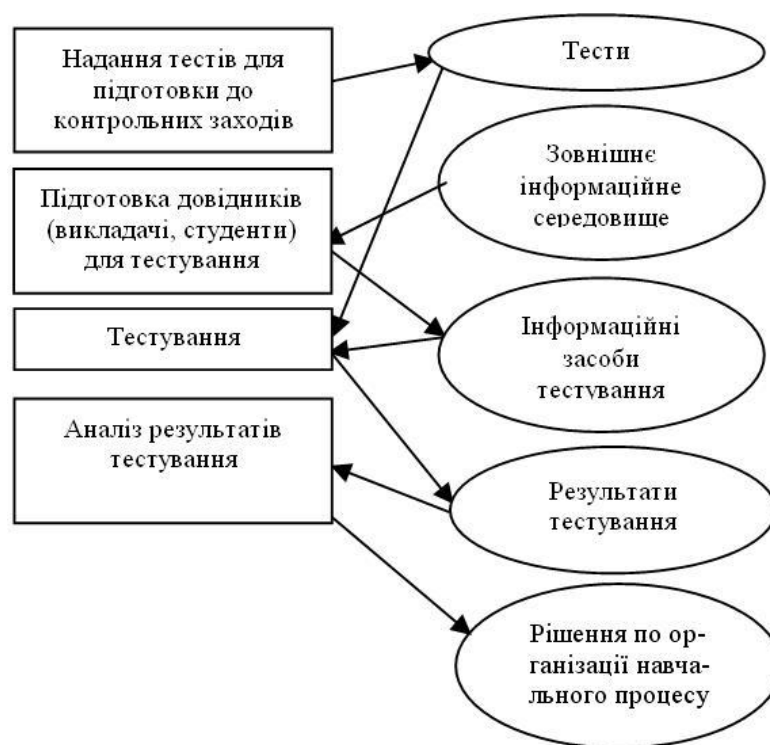 Надання тестів для
підготовки до
контрольних заходів
Тести
Зовнішнє
інформаційне
середовище
Підготовка довідників
(викладачі, студенти)
для тестування
Тестування
Інформаційні
засоби
тестування
Аналіз результатів
тестування
Результати
тестування
Рішення по ор-
ганізації навча-
льного процесу